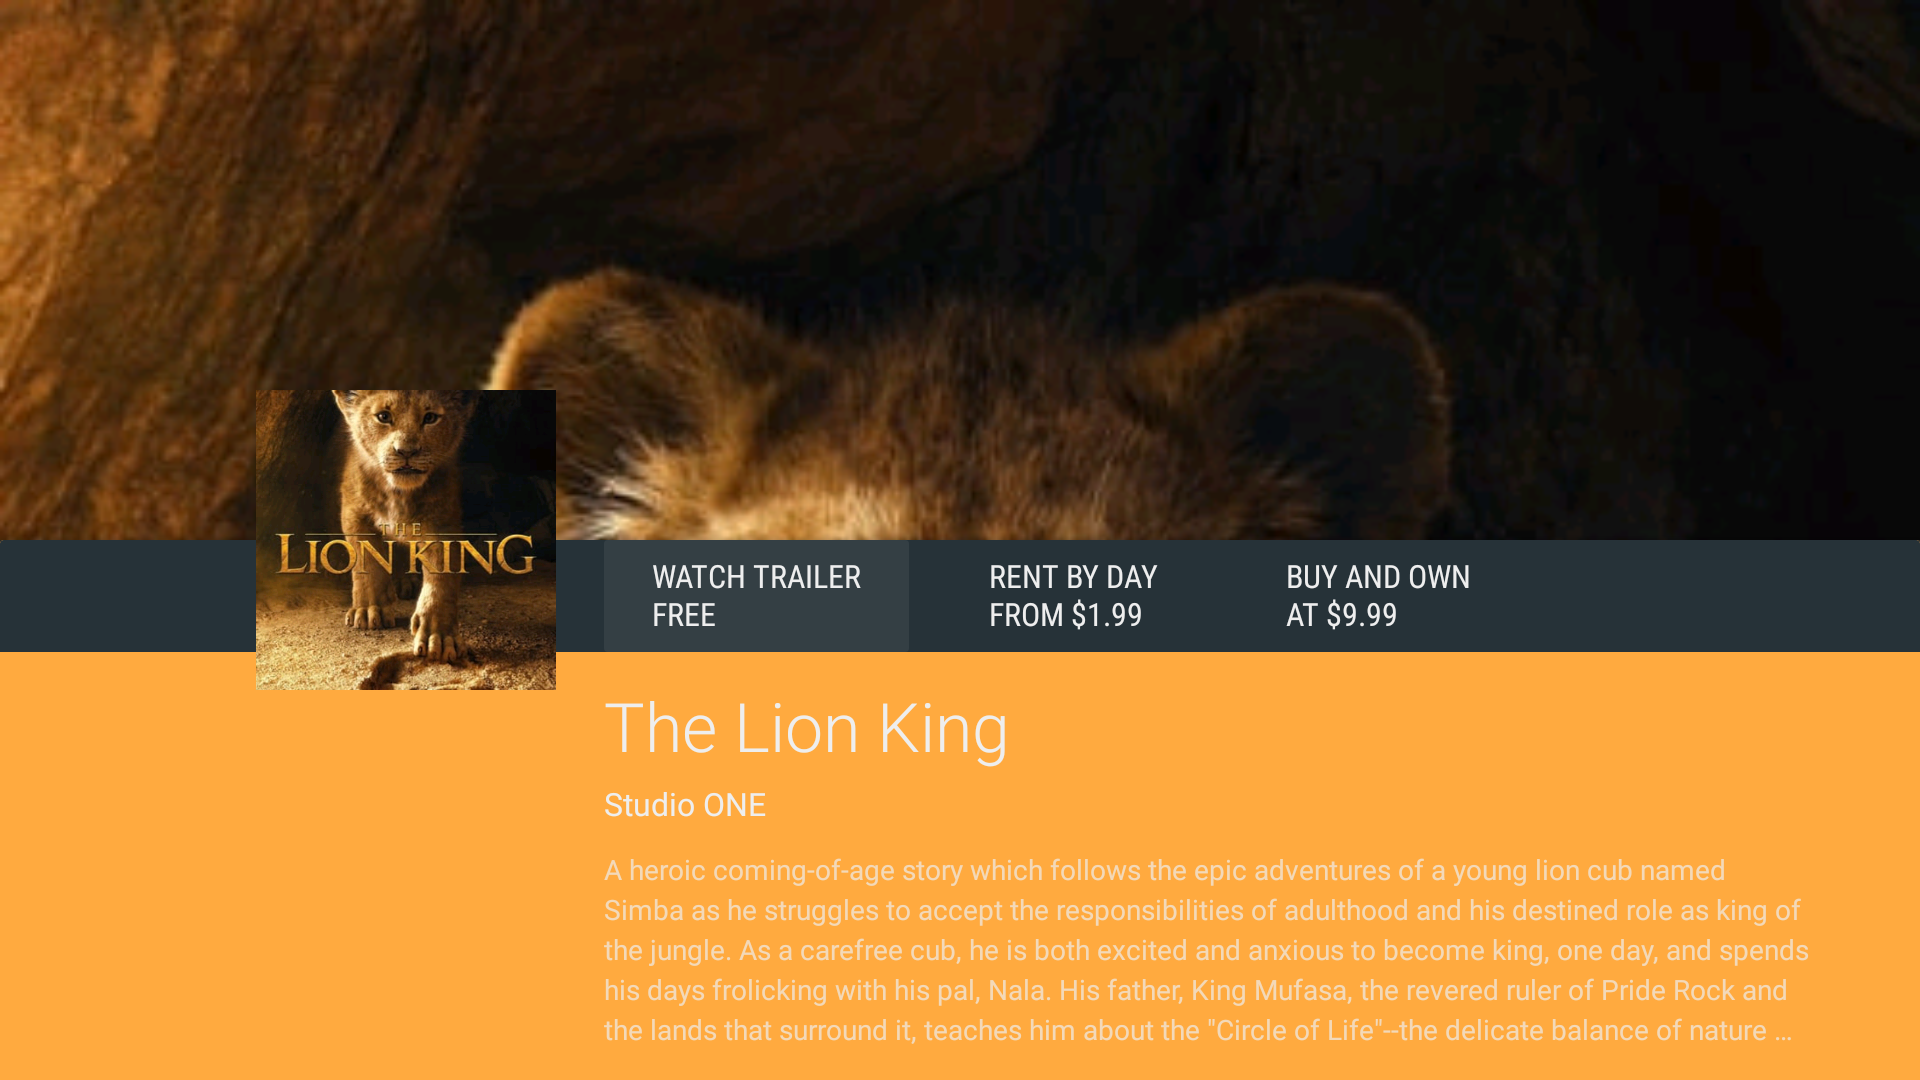 THE
LION KING
WATCH TRAILER
FREE
RENT BY DAY
FROM $1.99
BUY AND OWN
AT $9.99
The Lion King
Studio ONE
A heroic coming-of-age story which follows the epic adventures of a young lion cub named
Simba as he struggles to accept the responsibilities of adulthood and his destined role as king of
the jungle. As a carefree cub, he is both excited and anxious to become king, one day, and spends
his days frolicking with his pal, Nala. His father, King Mufasa, the revered ruler of Pride Rock and
the lands that surround it, teaches him about the "Circle of Life"--the delicate balance of nature ...